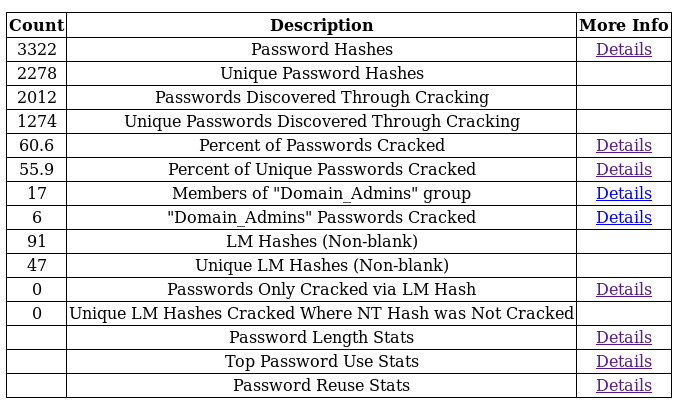 Count Description More Info
3322 Password Hashes Details
2278 Unique Password Hashes
2012 Passwords Discovered Through Cracking
1274 Unique Passwords Discovered Through Cracking
60.6 Percent of Passwords Cracked Details
55.9 Percent of Unique Passwords Cracked Details
17 Members of "Domain_Admins" group Details
6 "Domain_Admins" Passwords Cracked Details
91 LM Hashes (Non-blank)
47 Unique LM Hashes (Non-blank)
0 Passwords Only Cracked via LM Hash Details
0 Unique LM Hashes Cracked Where NT Hash was Not Cracked
Password Length Stats Details
Top Password Use Stats Details
Password Reuse Stats Details